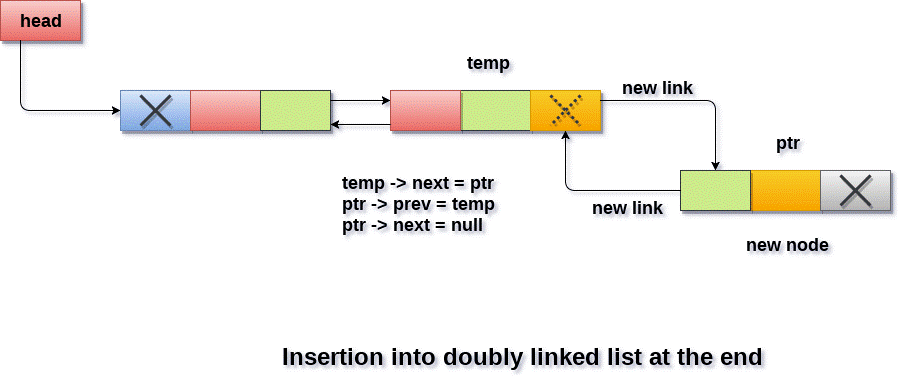 head
temp
new link
ptr
temp -> next = ptr
ptr -> prev = temp
ptr -> next = null
new link
new node
Insertion into doubly linked list at the end